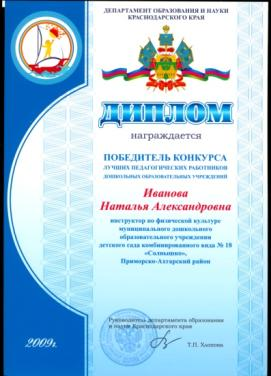 ДЕПАРТАМЕНТ ОБРАЗОВАНИЯ И НАУКИ
КРАСНОДАРСКОГО КРАЯ
ДИПЛОМ
награждается
ПОБЕДИТЕЛЬ КОНКУРСА
ЛУЧШИХ ПЕДАГОГИЧЕСКИХ РАБОТНИКОВ
ДОШКОЛЬНЫХ ОБРАЗОВАТЕЛЬНЫХ УЧРЕЖДЕНИЙ
Иванова
Наталья Александровна
инструктор по физической культуре
муниципального дошкольного
образовательного учреждения
детского сада комбинированного вида № 18
«Солнышко»,
Приморско-Ахтарский район
Руководитель департамента образования
и науки Краснодарского края
Т.П. Хлопова
2009г.